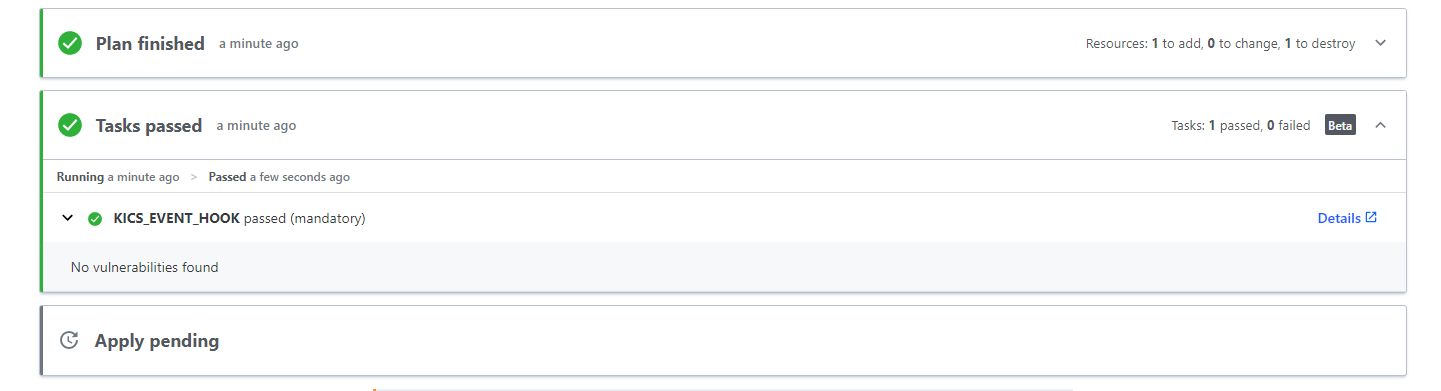 Plan finished a minute ago Resources: 1 to add, 0 to change, 1 to destroy
Tasks passed a minute ago Tasks: 1 passed, 0 failed Beta
Running a minute ago > Passed a few seconds ago
KICS_EVENT_HOOK passed (mandatory) Details
No vulnerabilities found
Apply pending